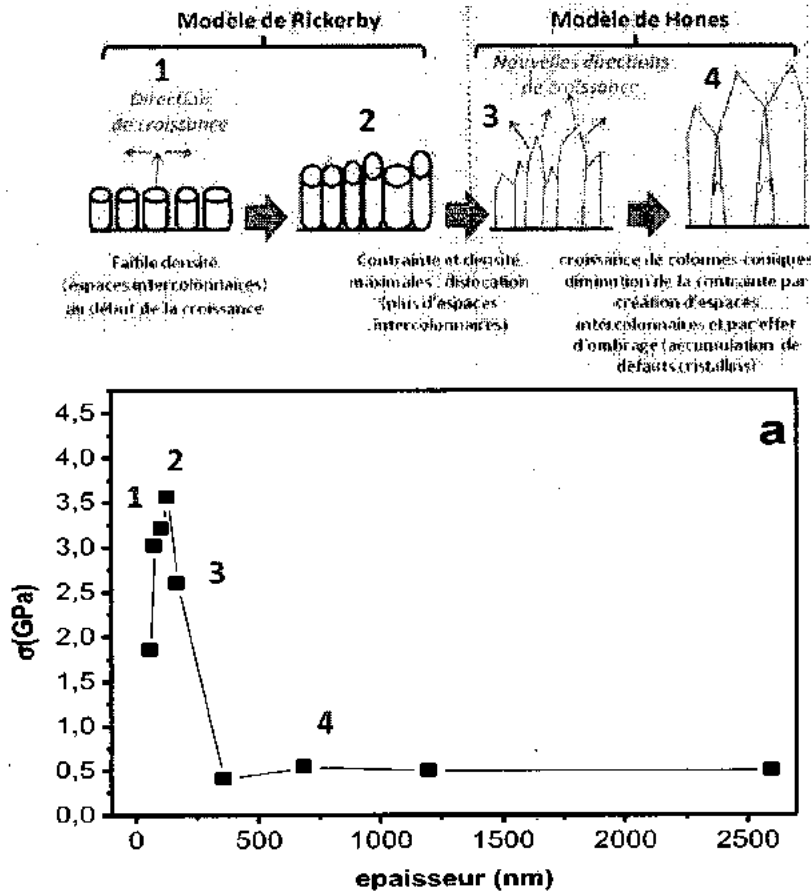 Modèle de Rickerby
Modèle de Hones
1
Direction
de croissance
2
Nouvelles directions
de croissance
3
4
Faible densité
(espaces intercolonnaires)
au début de la croissance
Contrainte et densité
maximales : dislocation
(plus d'espaces
intercolonnaires)
croissance de colonnes coniques
diminution de la contrainte par
création d'espaces
intercolonnaires et par effet
d'ombrage (accumulation de
défauts cristallins)
a
4,5
4,0
3,5
3,0
2,5
2,0
1,5
1,0
0,5
0,0
σ(GPa)
1
2
3
4
0
500
1000
1500
2000
2500
epaisseur (nm)